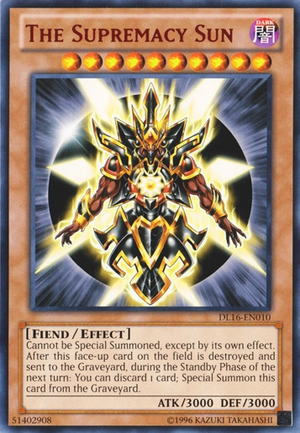 THE SUPREMACY SUN
DARK
闇
DL16-EN010
[FIEND / EFFECT]
Cannot be Special Summoned, except by its own effect.
After this face-up card on the field is destroyed and
sent to the Graveyard, during the Standby Phase of the
next turn: You can discard 1 card; Special Summon this
card from the Graveyard.
ATK/3000 DEF/3000
51402908
©1996 KAZUKI TAKAHASHI